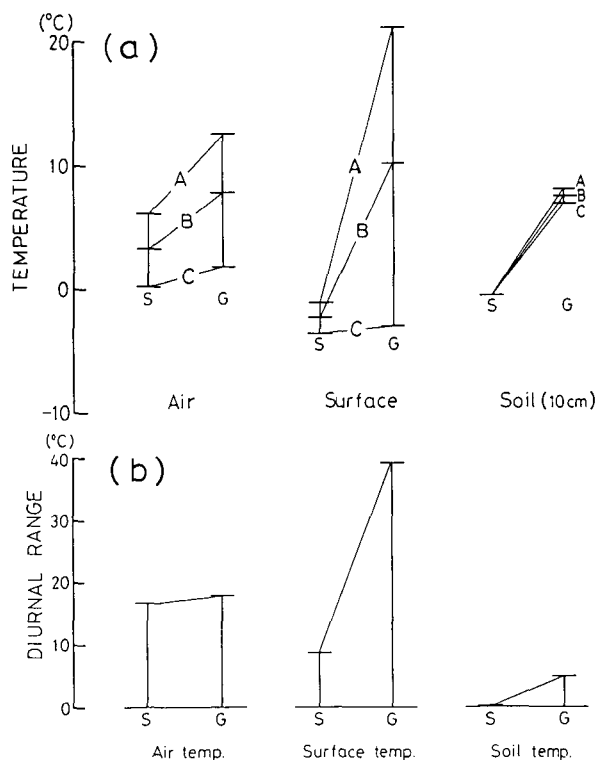 (°C)
20
(a)
10
0
-10
TEMPERATURE
A
B
C
S
G
Air
A
B
C
S
G
Surface
A
B
C
S
G
Soil (10cm)
(°C)
40
(b)
30
20
10
0
DIURNAL RANGE
S
G
S
G
S
G
Air temp.
Surface temp.
Soil temp.